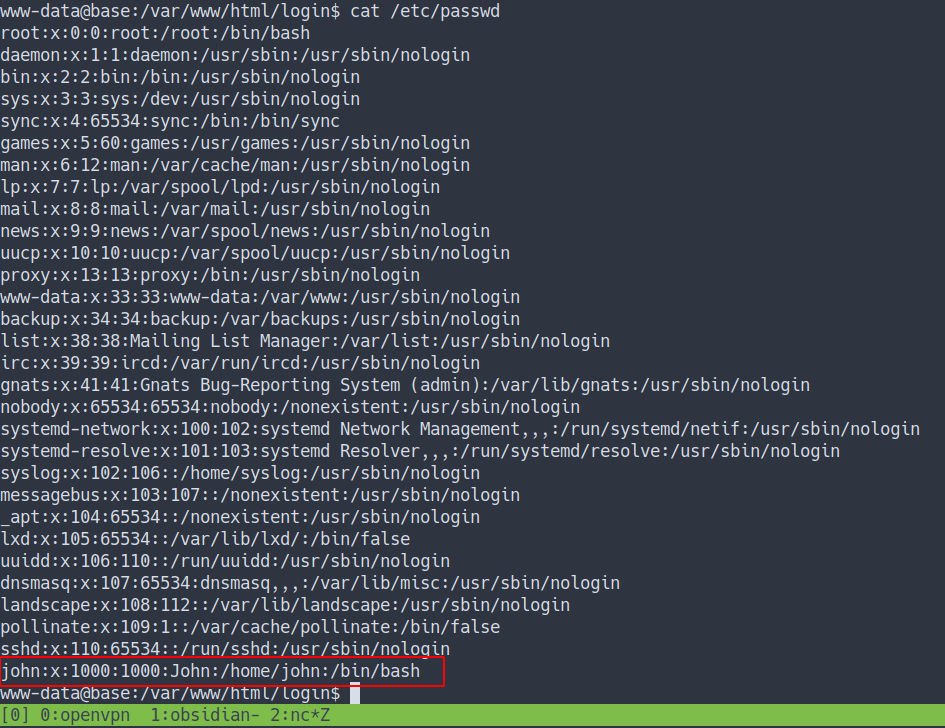 www-data@base:/var/www/html/login$ cat /etc/passwd
root:x:0:0:root:/root:/bin/bash
daemon:x:1:1:daemon:/usr/sbin:/usr/sbin/nologin
bin:x:2:2:bin:/bin:/usr/sbin/nologin
sys:x:3:3:sys:/dev:/usr/sbin/nologin
sync:x:4:65534:sync:/bin:/bin/sync
games:x:5:60:games:/usr/games:/usr/sbin/nologin
man:x:6:12:man:/var/cache/man:/usr/sbin/nologin
lp:x:7:7:lp:/var/spool/lpd:/usr/sbin/nologin
mail:x:8:8:mail:/var/mail:/usr/sbin/nologin
news:x:9:9:news:/var/spool/news:/usr/sbin/nologin
uucp:x:10:10:uucp:/var/spool/uucp:/usr/sbin/nologin
proxy:x:13:13:proxy:/bin:/usr/sbin/nologin
www-data:x:33:33:www-data:/var/www:/usr/sbin/nologin
backup:x:34:34:backup:/var/backups:/usr/sbin/nologin
list:x:38:38:Mailing List Manager:/var/list:/usr/sbin/nologin
irc:x:39:39:ircd:/var/run/ircd:/usr/sbin/nologin
gnats:x:41:41:Gnats Bug-Reporting System (admin):/var/lib/gnats:/usr/sbin/nologin
nobody:x:65534:65534:nobody:/nonexistent:/usr/sbin/nologin
systemd-network:x:100:102:systemd Network Management,,,:/run/systemd/netif:/usr/sbin/nologin
systemd-resolve:x:101:103:systemd Resolver,,,:/run/systemd/resolve:/usr/sbin/nologin
syslog:x:102:106::/home/syslog:/usr/sbin/nologin
messagebus:x:103:107::/nonexistent:/usr/sbin/nologin
_apt:x:104:65534::/nonexistent:/usr/sbin/nologin
lxd:x:105:65534::/var/lib/lxd/:/bin/false
uuidd:x:106:110::/run/uuidd:/usr/sbin/nologin
dnsmasq:x:107:65534:dnsmasq,,,:/var/lib/misc:/usr/sbin/nologin
landscape:x:108:112::/var/lib/landscape:/usr/sbin/nologin
pollinate:x:109:1::/var/cache/pollinate:/bin/false
sshd:x:110:65534::/run/sshd:/usr/sbin/nologin
john:x:1000:1000:John:/home/john:/bin/bash
www-data@base:/var/www/html/login$
[0] 0:openvpn  1:obsidian- 2:nc*Z